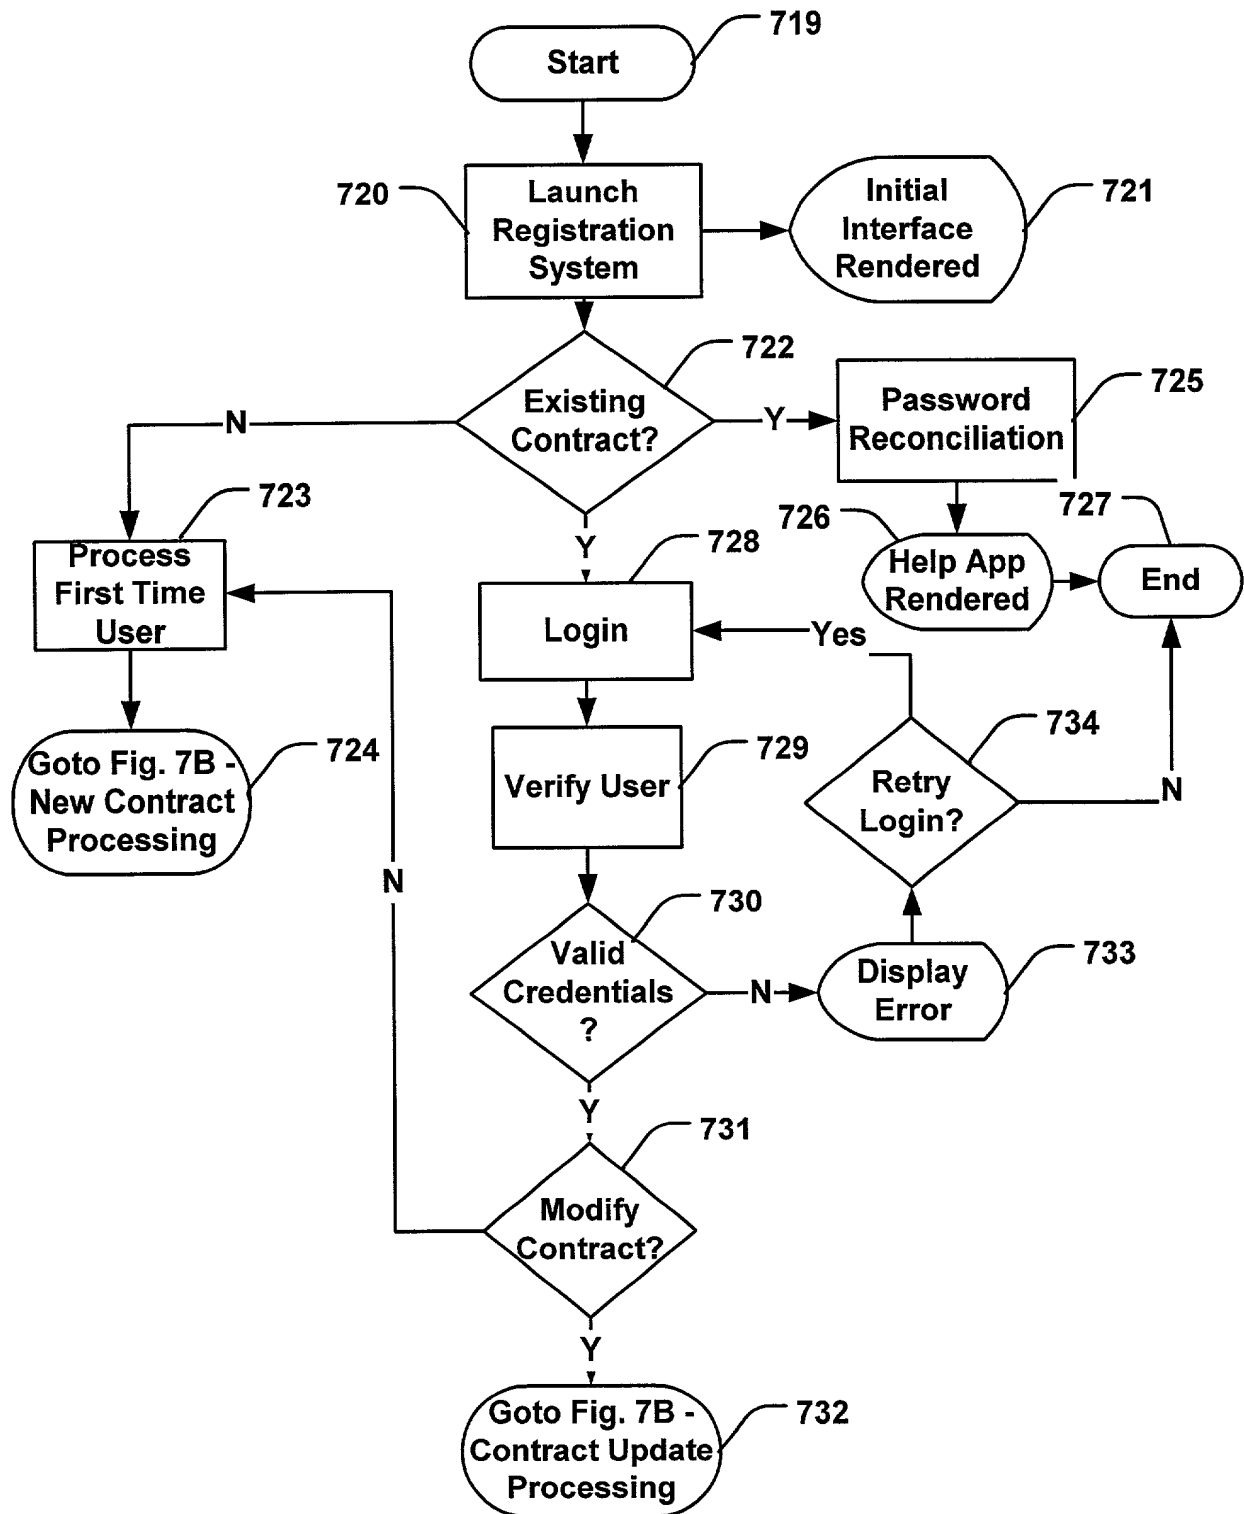 719
Start
720
Launch
Registration
System
Initial
Interface
Rendered
721
722
Existing
Contract?
N
Y
Password
Reconciliation
725
723
Process
First Time
User
Y
728
Login
726
Help App
Rendered
727
End
Yes
724
Goto Fig. 7B -
New Contract
Processing
729
Verify User
734
Retry
Login?
N
N
730
Valid
Credentials
?
N
Display
Error
733
Y
731
Modify
Contract?
Y
Goto Fig. 7B -
Contract Update
Processing
732